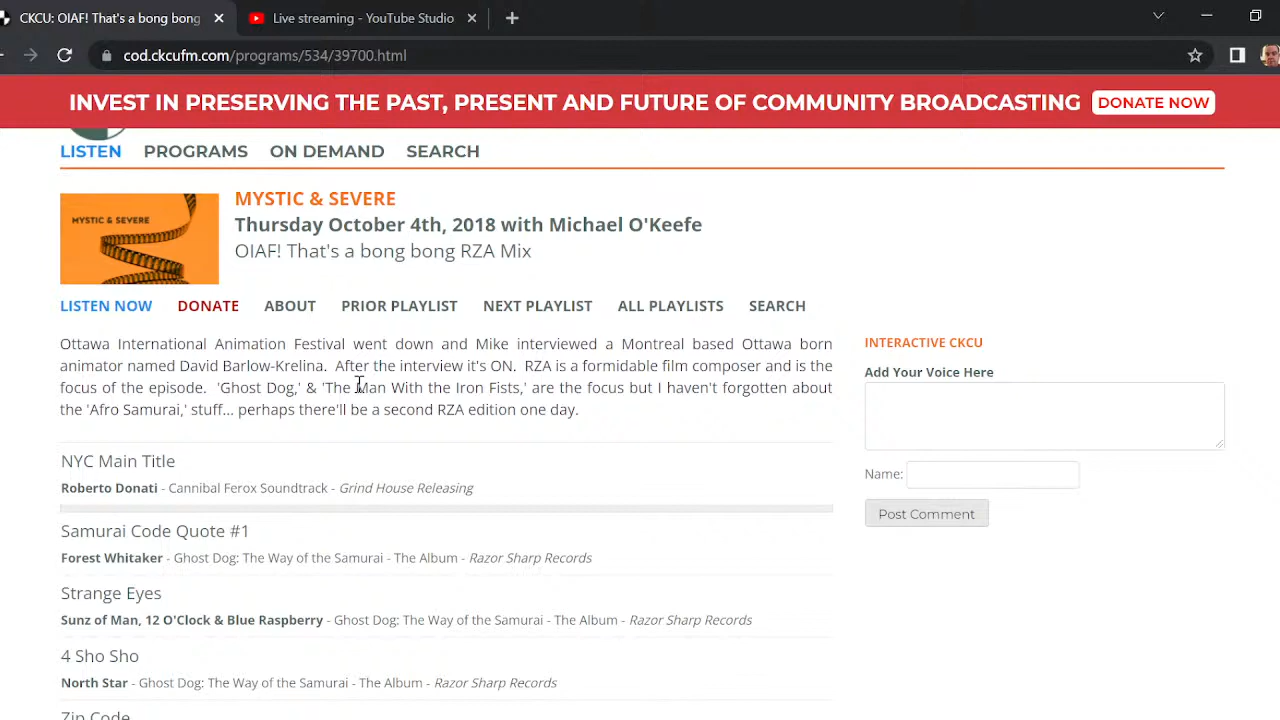 CKCU: OIAF! That's a bong bong
Live streaming - YouTube Studio
cod.ckcufm.com/programs/534/39700.html
INVEST IN PRESERVING THE PAST, PRESENT AND FUTURE OF COMMUNITY BROADCASTING DONATE NOW
LISTEN PROGRAMS ON DEMAND SEARCH
MYSTIC & SEVERE
MYSTIC & SEVERE
Thursday October 4th, 2018 with Michael O'Keefe
OIAF! That's a bong bong RZA Mix
LISTEN NOW DONATE ABOUT PRIOR PLAYLIST NEXT PLAYLIST ALL PLAYLISTS SEARCH
Ottawa International Animation Festival went down and Mike interviewed a Montreal based Ottawa born
animator named David Barlow-Krelina. After the interview it's ON. RZA is a formidable film composer and is the
focus of the episode. 'Ghost Dog,' & 'The Man With the Iron Fists,' are the focus but I haven't forgotten about
the 'Afro Samurai,' stuff... perhaps there'll be a second RZA edition one day.
NYC Main Title
Roberto Donati - Cannibal Ferox Soundtrack - Grind House Releasing
Samurai Code Quote #1
Forest Whitaker - Ghost Dog: The Way of the Samurai - The Album - Razor Sharp Records
Strange Eyes
Sunz of Man, 12 O'Clock & Blue Raspberry - Ghost Dog: The Way of the Samurai - The Album - Razor Sharp Records
4 Sho Sho
North Star - Ghost Dog: The Way of the Samurai - The Album - Razor Sharp Records
Zip Code
INTERACTIVE CKCU
Add Your Voice Here
Name:
Post Comment